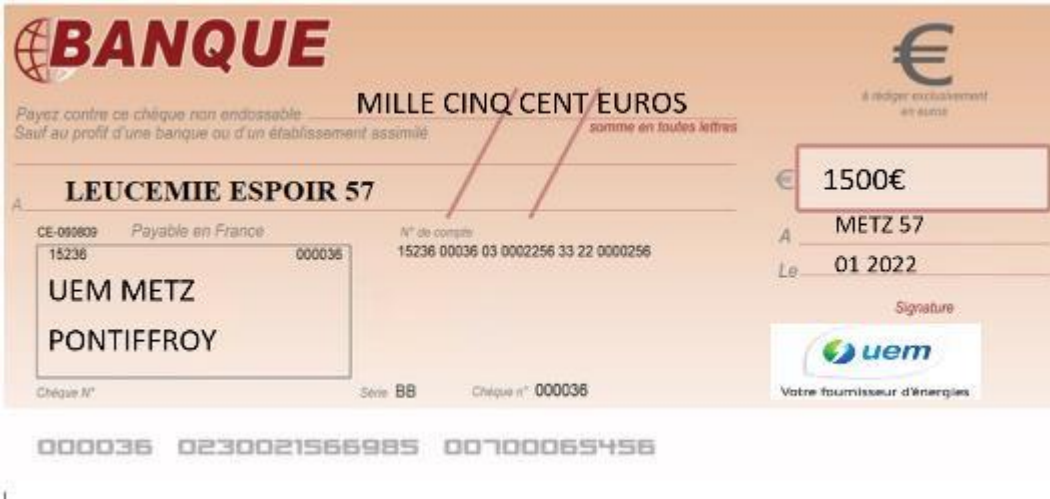 BANQUE
€
à rédiger exclusivement
en euros
MILLE CINQ CENT EUROS
Payez contre ce chèque non endossable
Sauf au profit d'une banque ou d'un établissement assimilé
somme en toutes lettres
€ 1500€
A LEUCEMIE ESPOIR 57
A METZ 57
CE-090809 Payable en France
N° de compte
15236 000036
15236 00036 03 0002256 33 22 0000256
Le 01 2022
UEM METZ
PONTIFFROY
Signature
uem
Votre fournisseur d'énergies
Chèque N° Série BB Chèque n° 000036
000036 0230021566985 00700065456